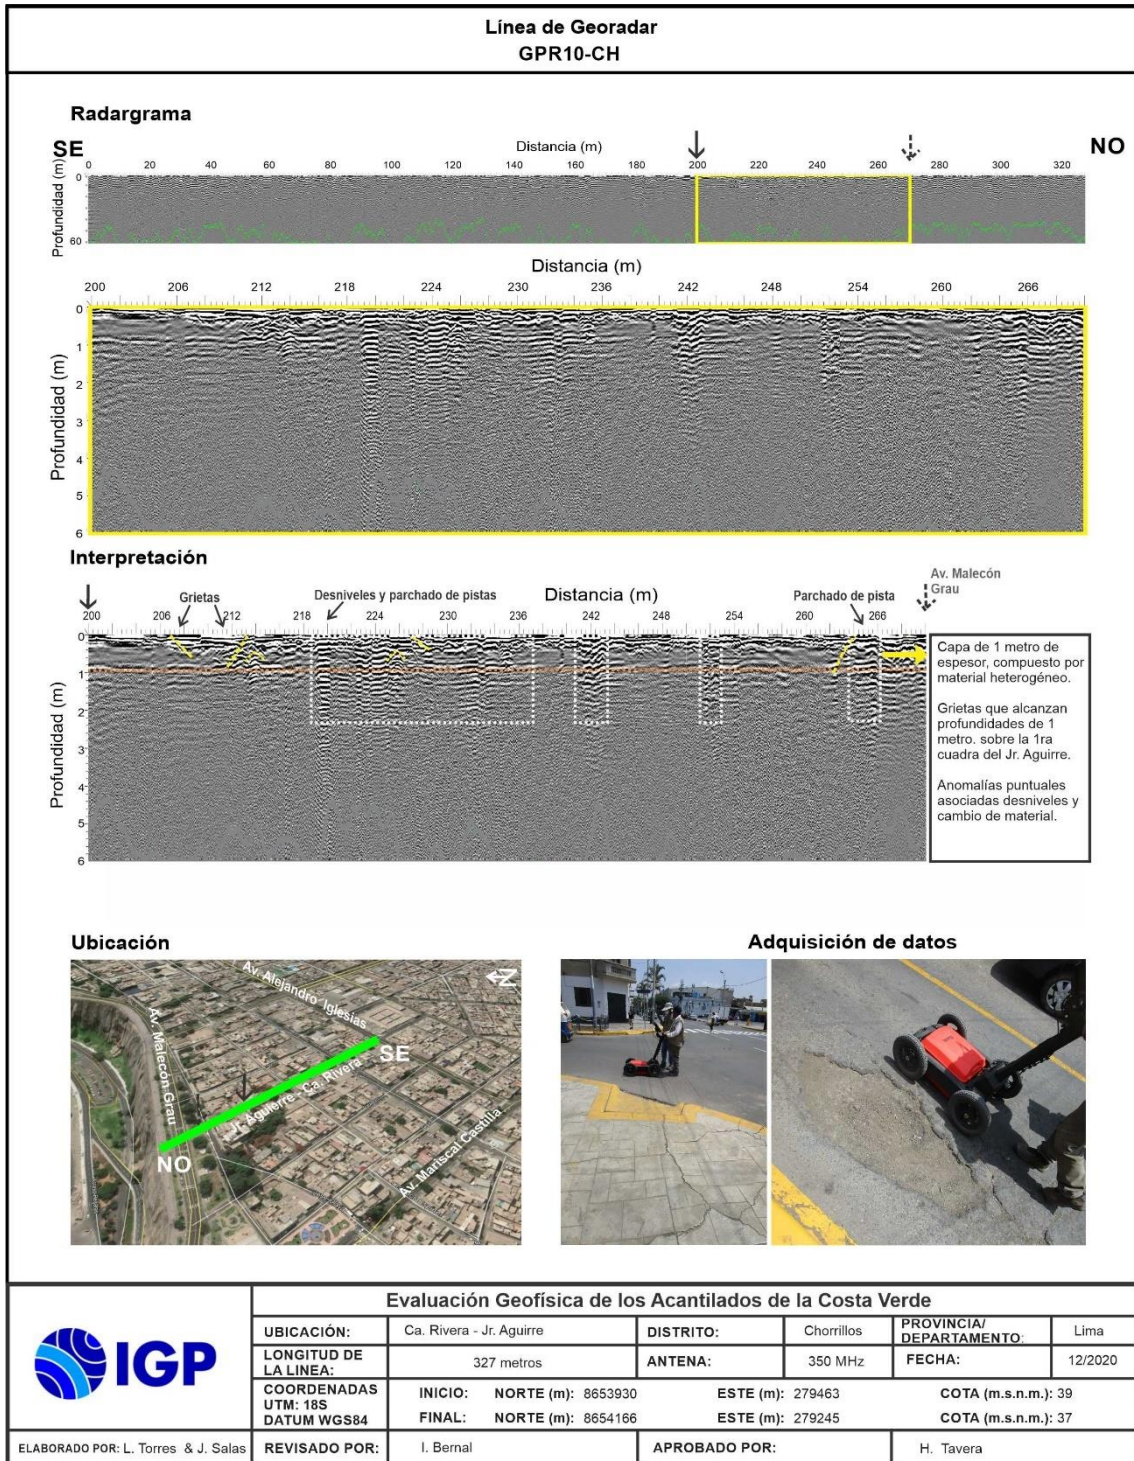 Línea de Georadar
GPR10-CH
Radargrama
SE
Distancia (m)
NO
0 20 40 60 80 100 120 140 160 180 200 220 240 260 280 300 320
Profundidad (m)
0
60
Distancia (m)
200 206 212 218 224 230 236 242 248 254 260 266
Profundidad (m)
0
1
2
3
4
5
6
Interpretación
Av. Malecón
Grau
Grietas
Desniveles y parchado de pistas
Distancia (m)
Parchado de pista
200 206 212 218 224 230 236 242 248 254 260 266
Profundidad (m)
0
1
2
3
4
5
6
Capa de 1 metro de
espesor, compuesto por
material heterogéneo.
Grietas que alcanzan
profundidades de 1
metro. sobre la 1ra
cuadra del Jr. Aguirre.
Anomalías puntuales
asociadas desniveles y
cambio de material.
Ubicación
Adquisición de datos
Av. Alejandro Iglesias
N
Av. Malecón Grau
SE
Jr. Aguierre - Ca. Rivera
NO
Av. Mariscal Castilla
IGP
Evaluación Geofísica de los Acantilados de la Costa Verde
UBICACIÓN: Ca. Rivera - Jr. Aguirre DISTRITO: Chorrillos PROVINCIA/ DEPARTAMENTO: Lima
LONGITUD DE LA LINEA: 327 metros ANTENA: 350 MHz FECHA: 12/2020
COORDENADAS
UTM: 18S
DATUM WGS84
INICIO: NORTE (m): 8653930 ESTE (m): 279463 COTA (m.s.n.m.): 39
FINAL: NORTE (m): 8654166 ESTE (m): 279245 COTA (m.s.n.m.): 37
ELABORADO POR: L. Torres & J. Salas REVISADO POR: I. Bernal APROBADO POR: H. Tavera